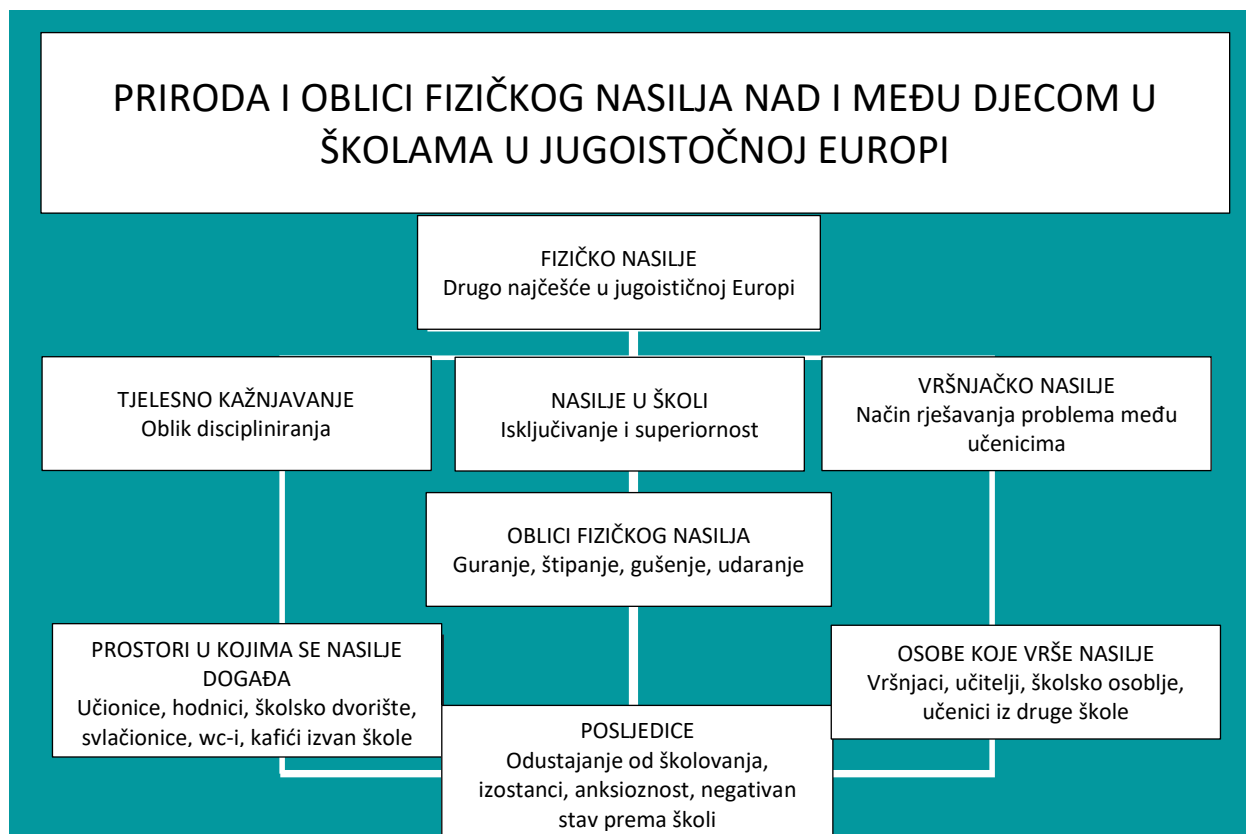 PRIRODA I OBLICI FIZIČKOG NASILJA NAD I MEĐU DJECOM U
ŠKOLAMA U JUGOISTOČNOJ EUROPI
FIZIČKO NASILJE
Drugo najčešće u jugoističnoj Europi
TJELESNO KAŽNJAVANJE
Oblik discipliniranja
NASILJE U ŠKOLI
Isključivanje i superiornost
VRŠNJAČKO NASILJE
Način rješavanja problema među
učenicima
OBLICI FIZIČKOG NASILJA
Guranje, štipanje, gušenje, udaranje
PROSTORI U KOJIMA SE NASILJE
DOGAĐA
Učionice, hodnici, školsko dvorište,
svlačionice, wc-i, kafići izvan škole
OSOBE KOJE VRŠE NASILJE
Vršnjaci, učitelji, školsko osoblje,
učenici iz druge škole
POSLJEDICE
Odustajanje od školovanja,
izostanci, anksioznost, negativan
stav prema školi